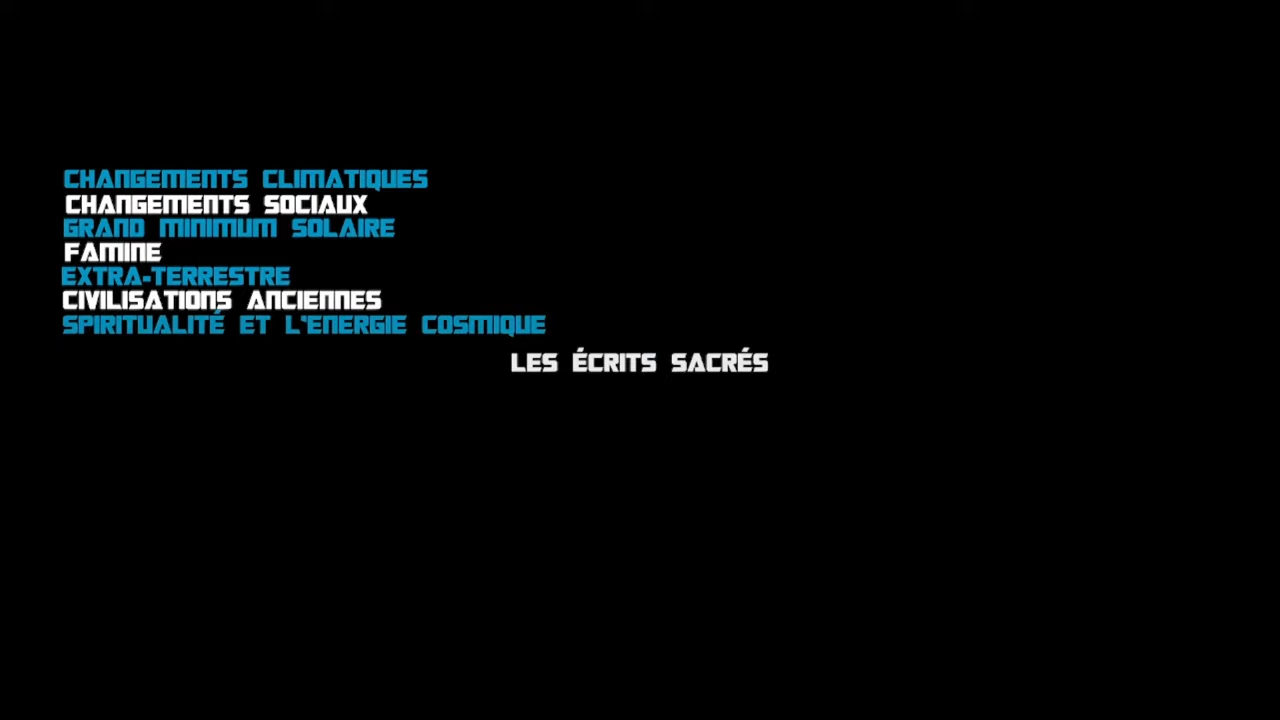 CHANGEMENTS CLIMATIQUES
CHANGEMENTS SOCIAUX
GRAND MINIMUM SOLAIRE
FAMINE
EXTRA-TERRESTRE
CIVILISATIONS ANCIENNES
SPIRITUALITÉ ET L'ENERGIE COSMIQUE
LES ÉCRITS SACRÉS